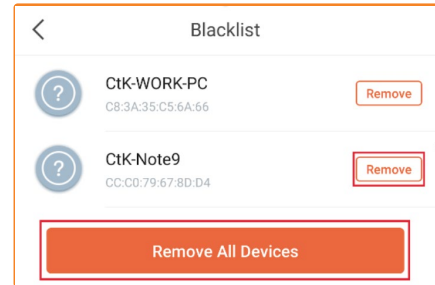 Blacklist
CtK-WORK-PC
Remove
C8:3A:35:C5:6A:66
CtK-Note9
Remove
CC:C0:79:67:8D:D4
Remove All Devices